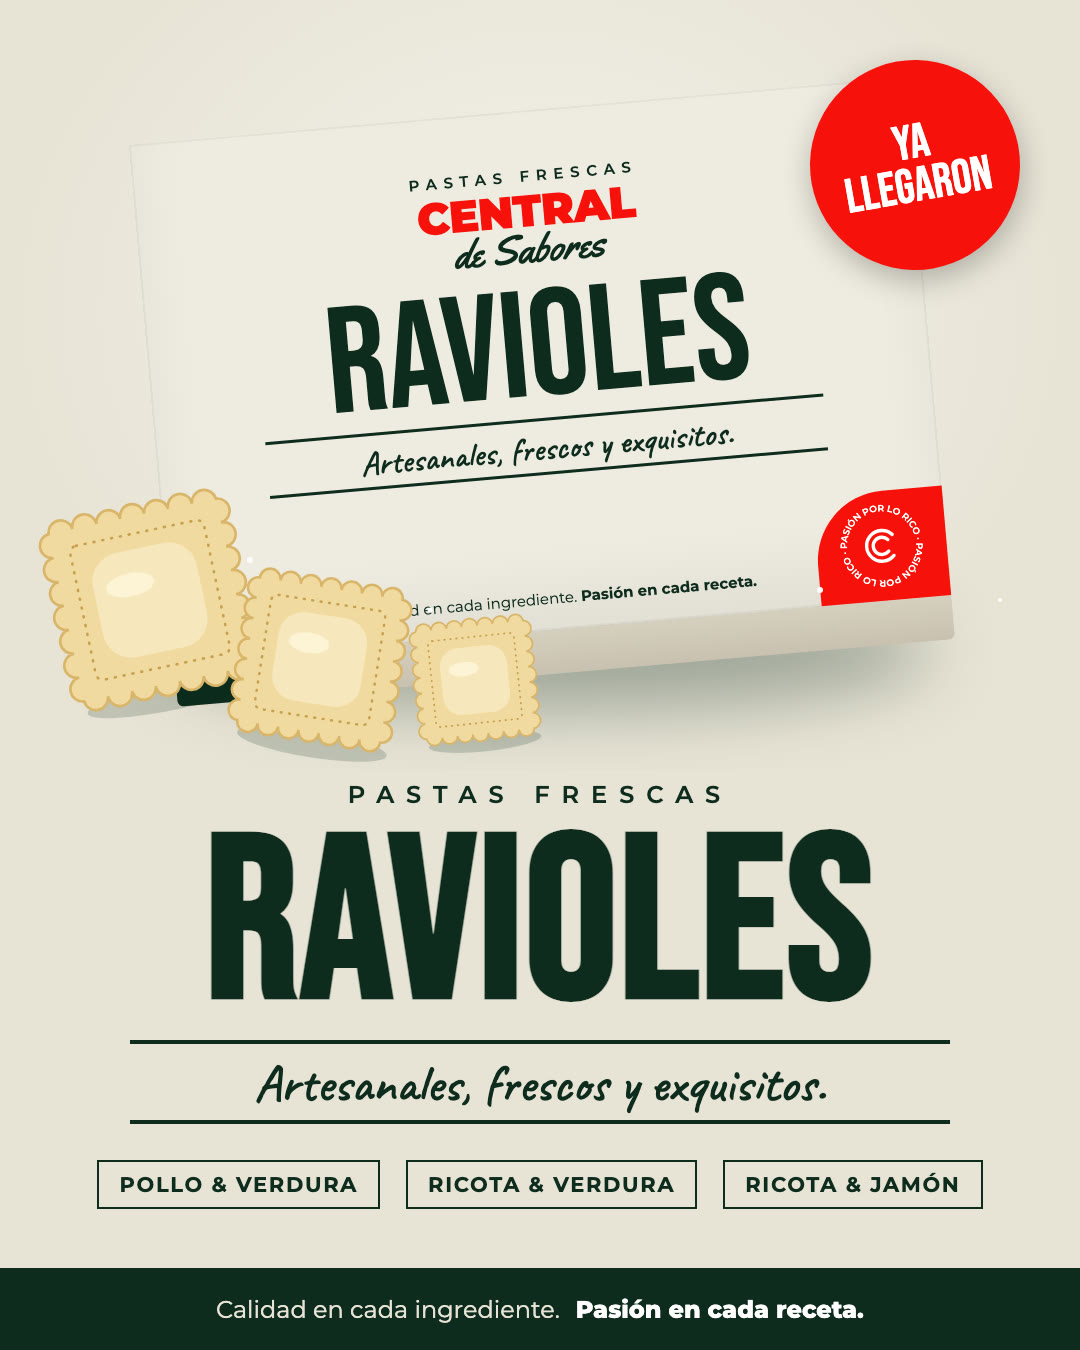 YA
LLEGARON
PASTAS FRESCAS
CENTRAL
de Sabores
RAVIOLES
Artesanales, frescos y exquisitos.
PASIÓN POR LO RICO · PASIÓN POR LO RICO ·
en cada ingrediente. Pasión en cada receta.
PASTAS FRESCAS
RAVIOLES
Artesanales, frescos y exquisitos.
POLLO & VERDURA
RICOTA & VERDURA
RICOTA & JAMÓN
Calidad en cada ingrediente. Pasión en cada receta.